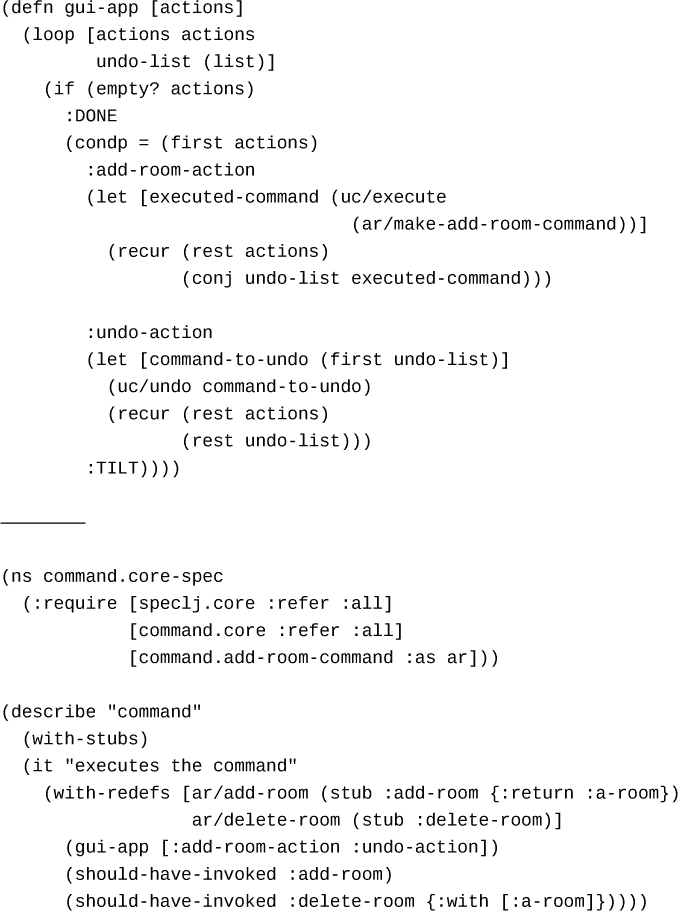 (defn gui-app [actions]
  (loop [actions actions
         undo-list (list)]
    (if (empty? actions)
      :DONE
      (condp = (first actions)
        :add-room-action
        (let [executed-command (uc/execute
                                 (ar/make-add-room-command))]
          (recur (rest actions)
                 (conj undo-list executed-command)))

        :undo-action
        (let [command-to-undo (first undo-list)]
          (uc/undo command-to-undo)
          (recur (rest actions)
                 (rest undo-list)))
        :TILT))))

(ns command.core-spec
  (:require [speclj.core :refer :all]
            [command.core :refer :all]
            [command.add-room-command :as ar]))

(describe "command"
  (with-stubs)
  (it "executes the command"
    (with-redefs [ar/add-room (stub :add-room {:return :a-room})
                  ar/delete-room (stub :delete-room)]
      (gui-app [:add-room-action :undo-action])
      (should-have-invoked :add-room)
      (should-have-invoked :delete-room {:with [:a-room]}))))